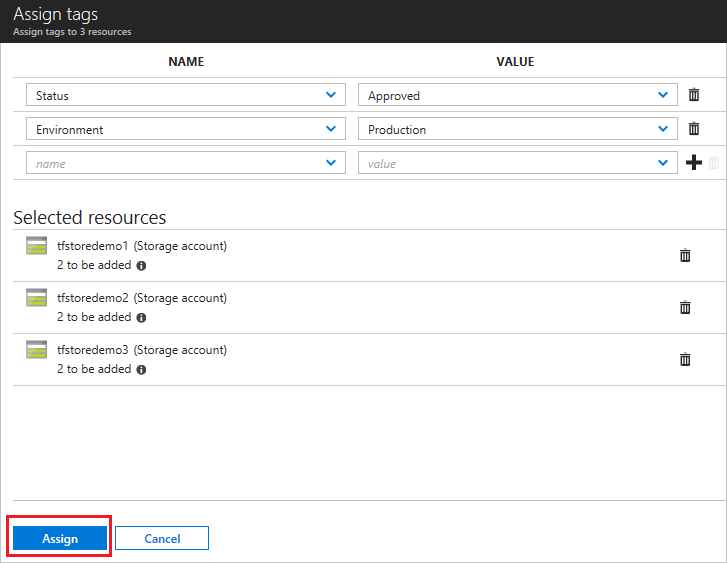 Assign tags
Assign tags to 3 resources
NAME VALUE
Status Approved
Environment Production
name value
Selected resources
tfstoredemo1 (Storage account)
2 to be added
tfstoredemo2 (Storage account)
2 to be added
tfstoredemo3 (Storage account)
2 to be added
Assign Cancel